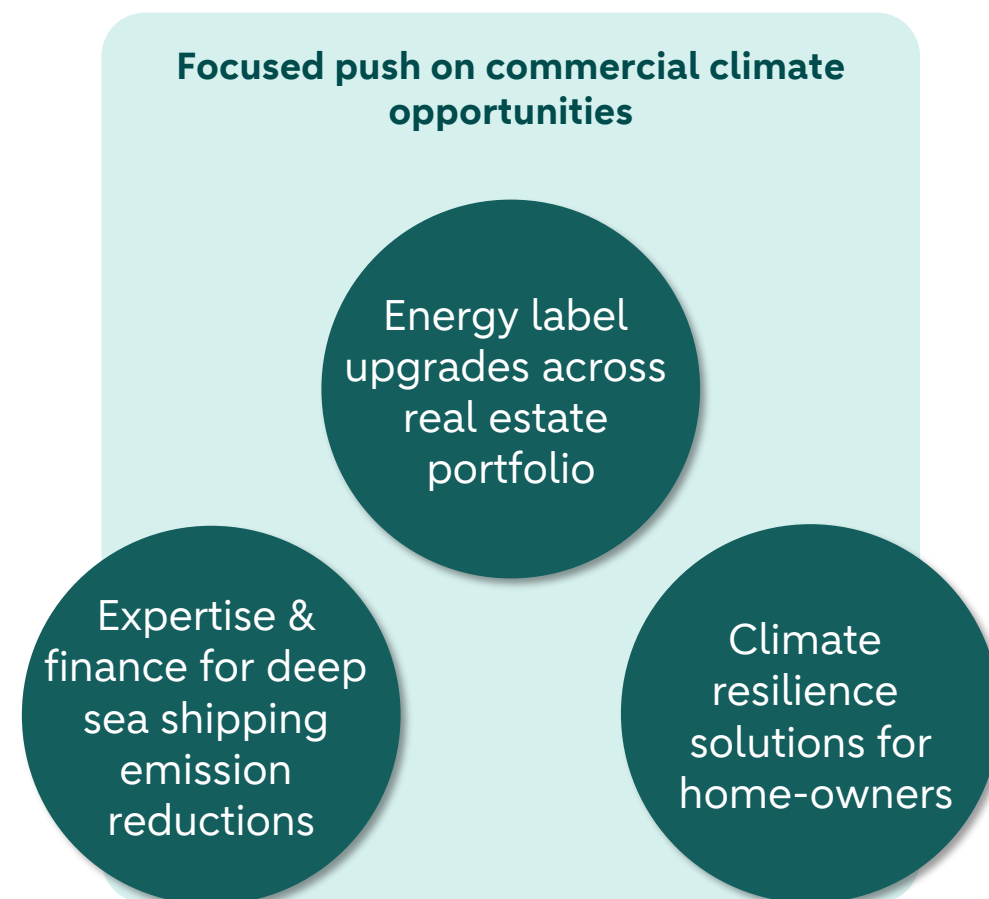 Focused push on commercial climate
opportunities
Energy label
upgrades across
real estate
portfolio
Expertise &
finance for deep
sea shipping
emission
reductions
Climate
resilience
solutions for
home-owners